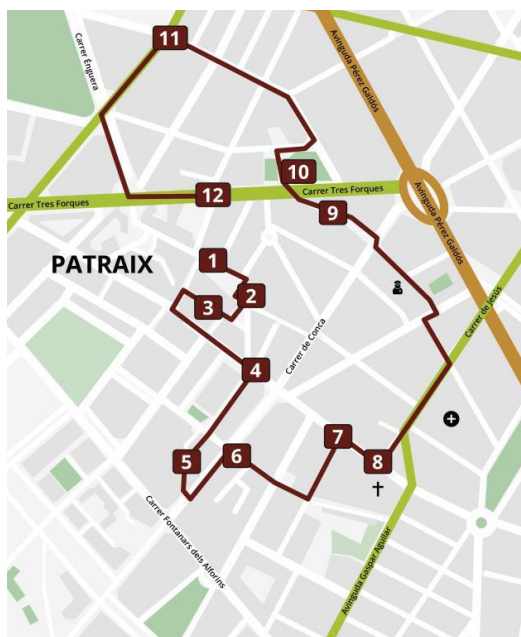 11
Carrer Énguera
Avinguda Pérez Galdós
10
12
Carrer Tres Forques
Carrer Tres Forques
Avinguda Pérez Galdós
9
PATRAIX
1
2
3
Carrer de Conca
Carrer de Jesús
4
7
5
6
8
Carrer Fontanars dels Alforins
Avinguda Gaspar Aguilar